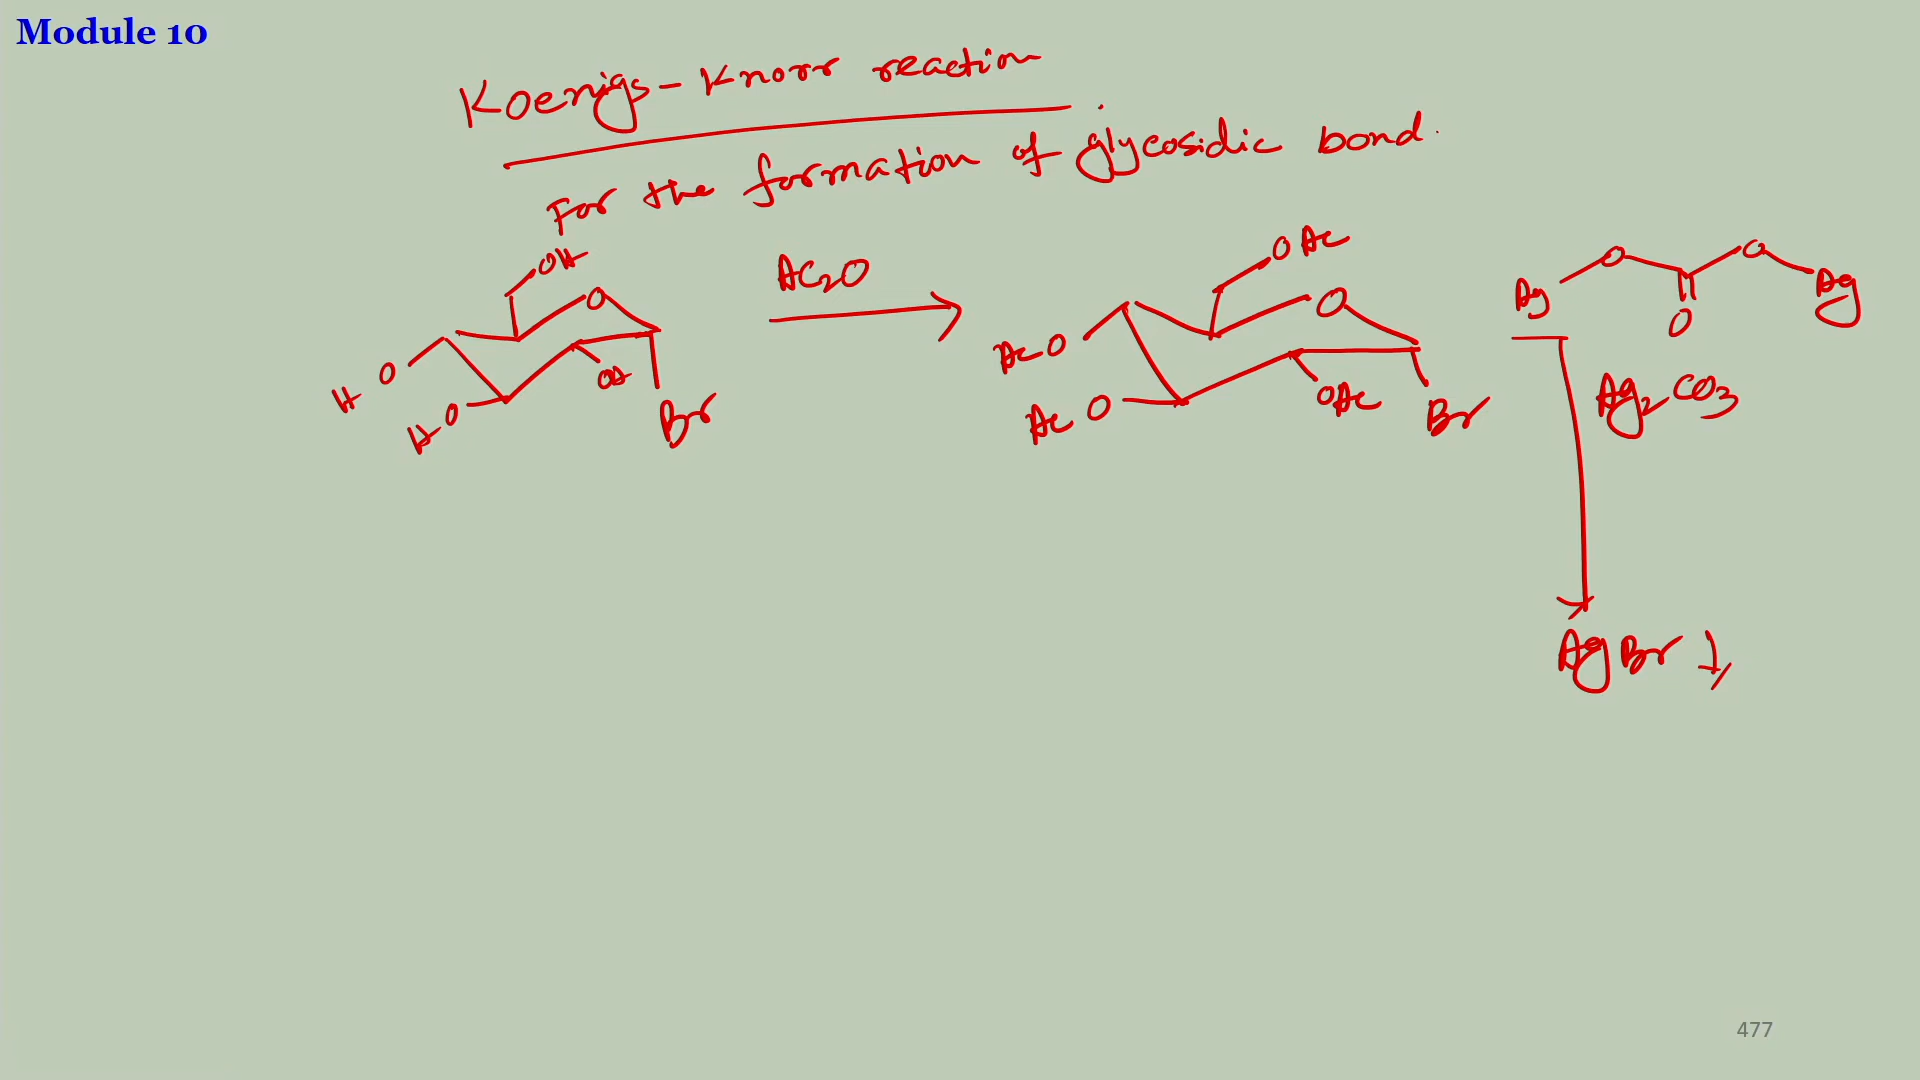 Module 10
Koenigs-Knorr reaction
For the formation of glycosidic bond.
OH
O
OH
HO
HO
Br
Ac2O
OAc
O
AcO
AcO
OAc
Br
Ag O O Ag
O
Ag2CO3
AgBr ↓
477